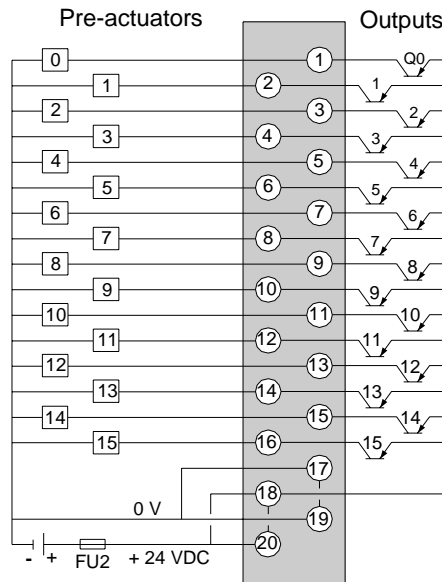 Pre-actuators Outputs
0 1 Q0
1 2 1
2 3 2
3 4 3
4 5 4
5 6 5
6 7 6
7 8 7
8 9 8
9 10 9
10 11 10
11 12 11
12 13 12
13 14 13
14 15 14
15 16 15
17
18
0 V 19
20
- + FU2 + 24 VDC